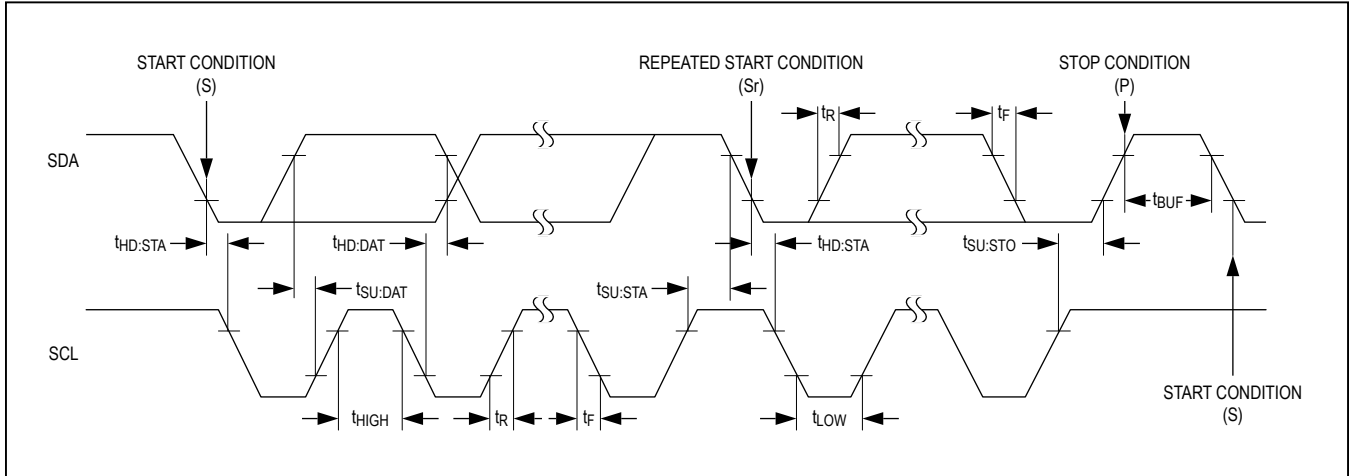 START CONDITION
(S)
REPEATED START CONDITION
(Sr)
STOP CONDITION
(P)
tR
tF
SDA
tBUF
tHD:STA
tHD:DAT
tHD:STA
tSU:STO
tSU:DAT
tSU:STA
SCL
tHIGH
tR
tF
tLOW
START CONDITION
(S)